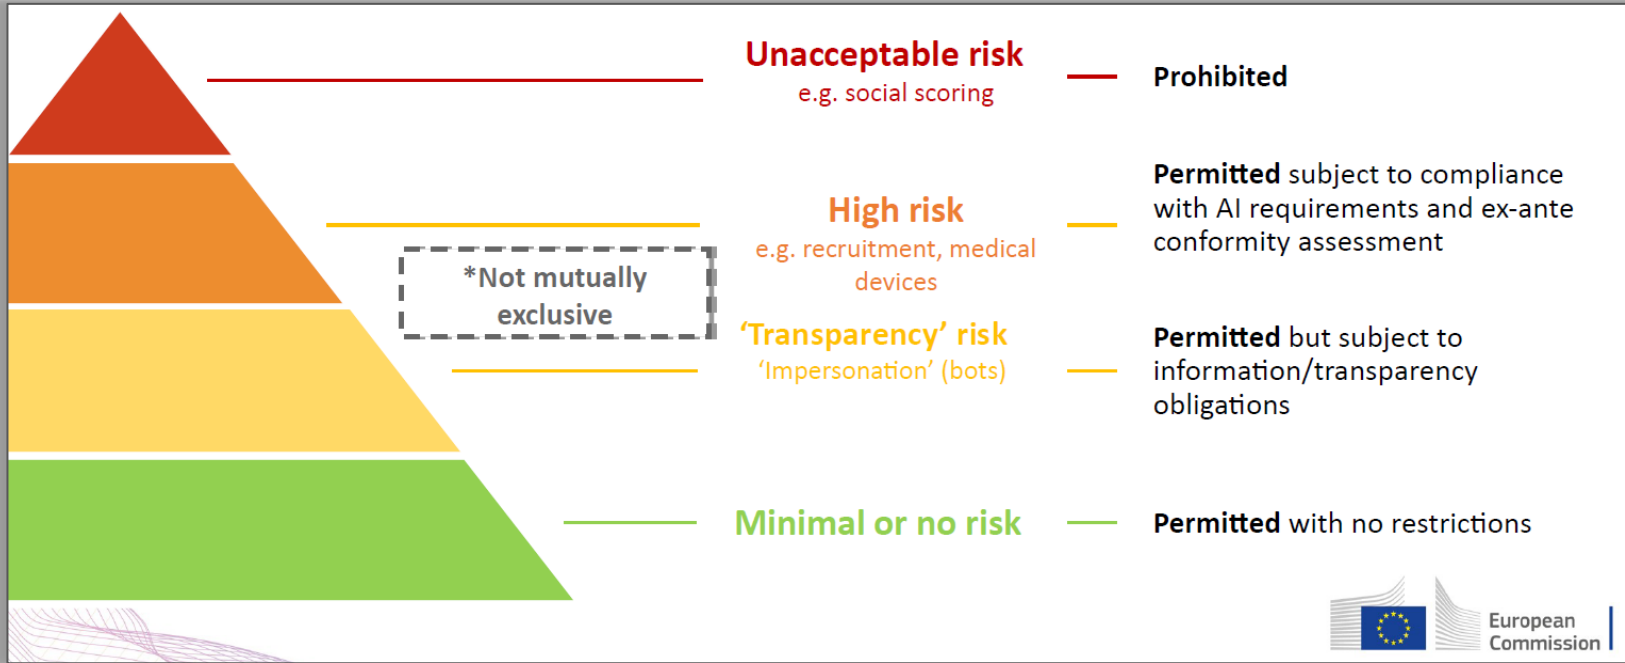 Unacceptable risk
e.g. social scoring
Prohibited
High risk
e.g. recruitment, medical
devices
Permitted subject to compliance
with AI requirements and ex-ante
conformity assessment
*Not mutually
exclusive
‘Transparency’ risk
‘Impersonation’ (bots)
Permitted but subject to
information/transparency
obligations
Minimal or no risk
Permitted with no restrictions
European
Commission